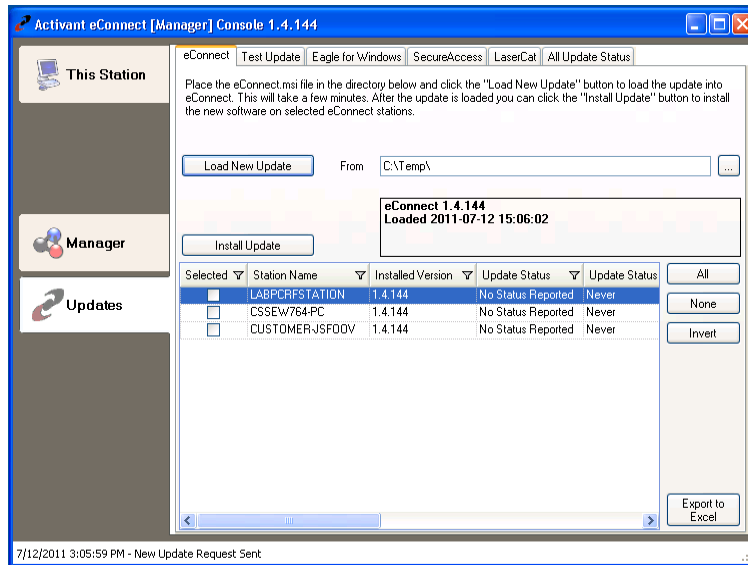 Activant eConnect [Manager] Console 1.4.144
This Station
Manager
Updates
eConnect Test Update Eagle for Windows SecureAccess LaserCat All Update Status
Place the eConnect.msi file in the directory below and click the "Load New Update" button to load the update into
eConnect. This will take a few minutes. After the update is loaded you can click the "Install Update" button to install
the new software on selected eConnect stations.
Load New Update From C:\Temp\ ...
eConnect 1.4.144
Loaded 2011-07-12 15:06:02
Install Update
Selected Station Name Installed Version Update Status Update Status
LABPCRFSTATION 1.4.144 No Status Reported Never
CSSEW764-PC 1.4.144 No Status Reported Never
CUSTOMER-JSFOOV 1.4.144 No Status Reported Never
All
None
Invert
Export to
Excel
7/12/2011 3:05:59 PM - New Update Request Sent